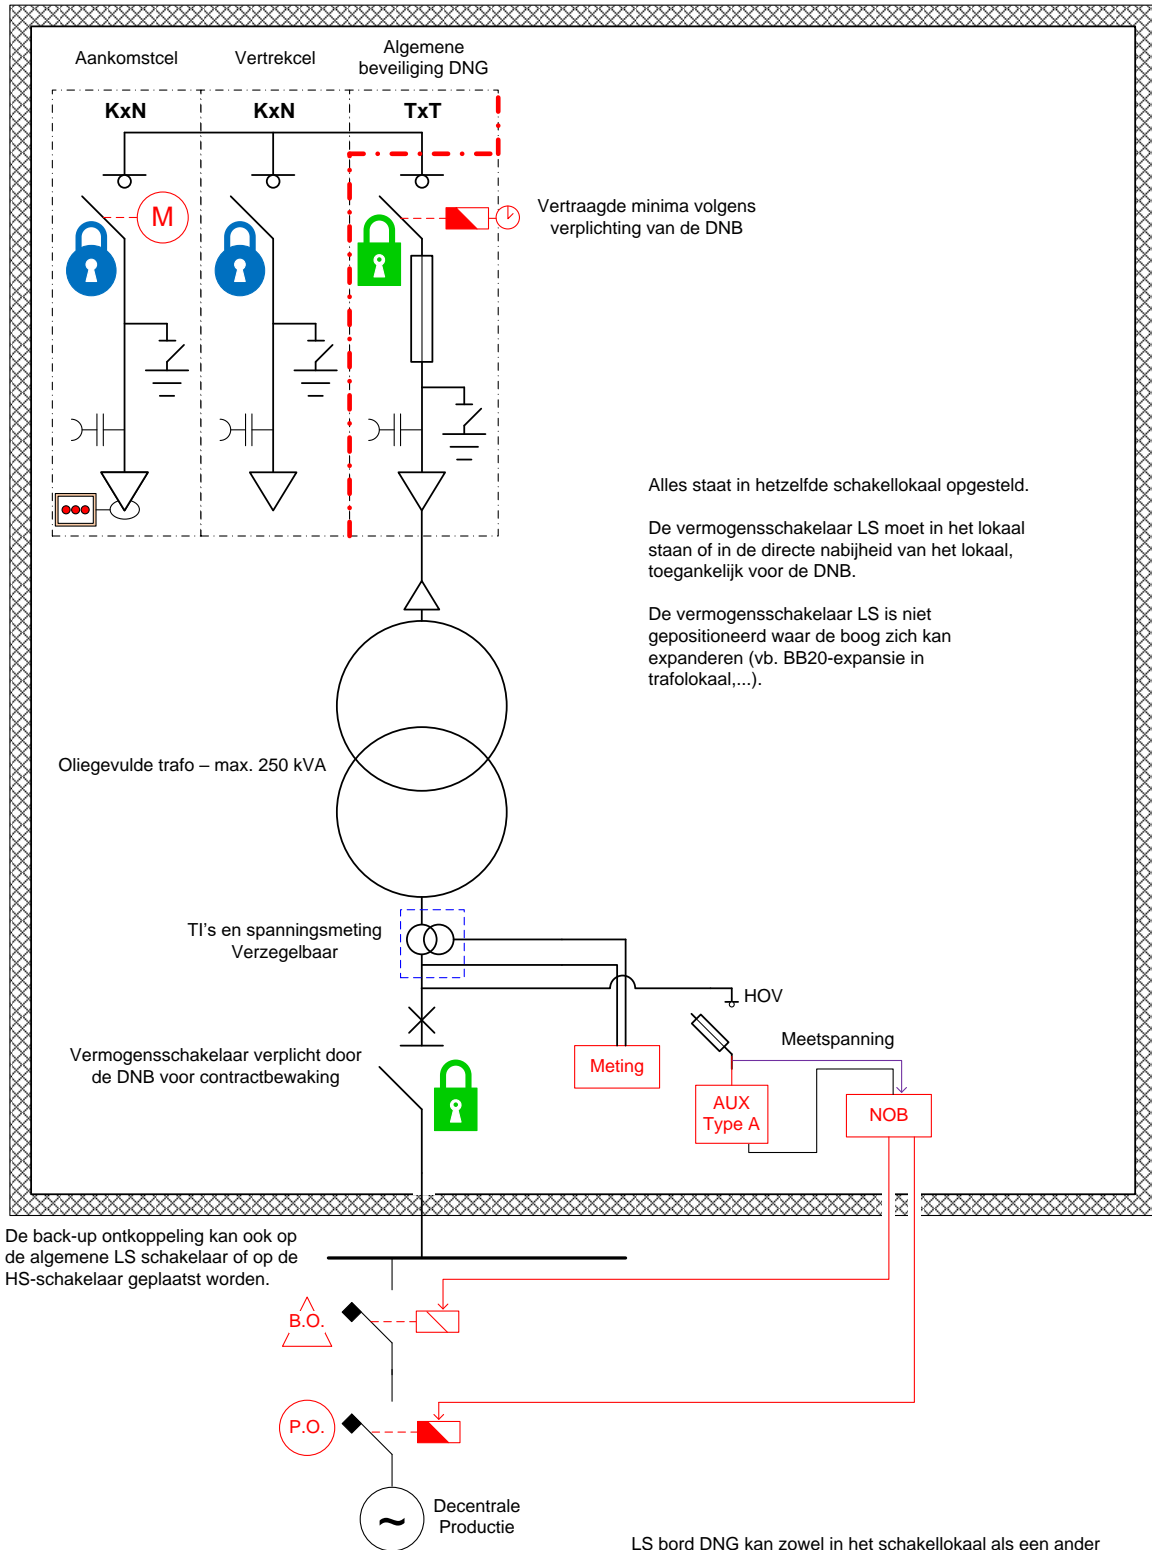 Aankomstcel
Vertrekcel
Algemene
beveiliging DNG
KxN
KxN
TxT
M
Vertraagde minima volgens
verplichting van de DNB
Alles staat in hetzelfde schakellokaal opgesteld.
De vermogensschakelaar LS moet in het lokaal
staan of in de directe nabijheid van het lokaal,
toegankelijk voor de DNB.
De vermogensschakelaar LS is niet
gepositioneerd waar de boog zich kan
expanderen (vb. BB20-expansie in
trafolokaal,...).
Oliegevulde trafo – max. 250 kVA
TI's en spanningsmeting
Verzegelbaar
HOV
Vermogensschakelaar verplicht door
de DNB voor contractbewaking
Meting
Meetspanning
AUX
Type A
NOB
De back-up ontkoppeling kan ook op
de algemene LS schakelaar of op de
HS-schakelaar geplaatst worden.
B.O.
P.O.
~
Decentrale
Productie
LS bord DNG kan zowel in het schakellokaal als een ander